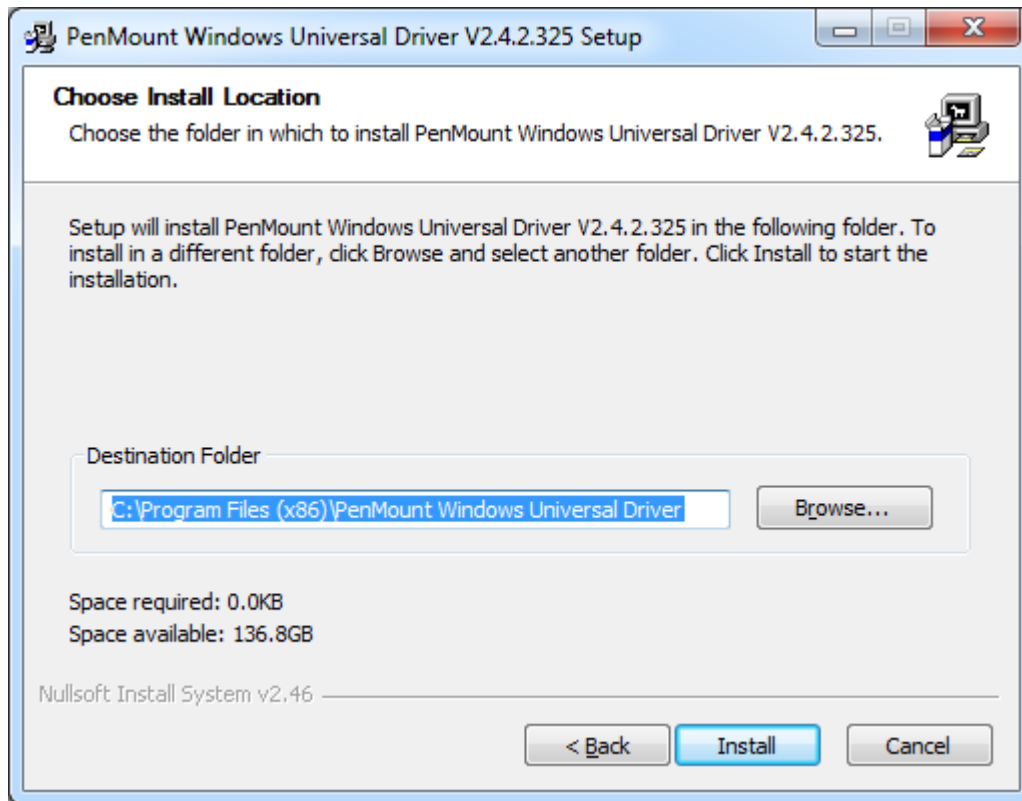 PenMount Windows Universal Driver V2.4.2.325 Setup
Choose Install Location
Choose the folder in which to install PenMount Windows Universal Driver V2.4.2.325.
Setup will install PenMount Windows Universal Driver V2.4.2.325 in the following folder. To
install in a different folder, click Browse and select another folder. Click Install to start the
installation.
Destination Folder
C:\Program Files (x86)\PenMount Windows Universal Driver
Browse...
Space required: 0.0KB
Space available: 136.8GB
Nullsoft Install System v2.46
< Back
Install
Cancel